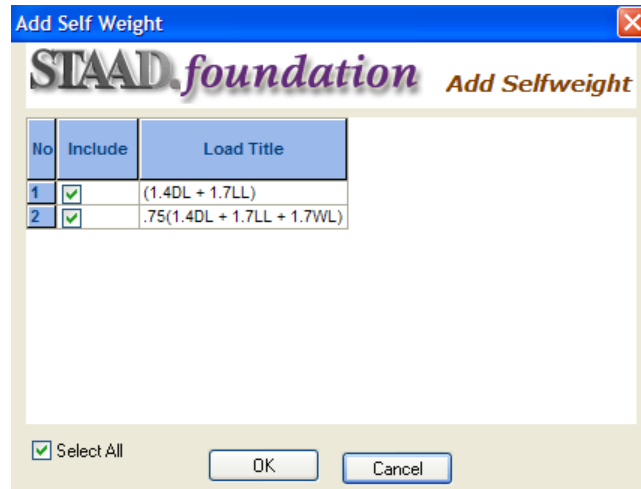 Add Self Weight
STAAD.foundation Add Selfweight
No Include Load Title
1 (1.4DL + 1.7LL)
2 .75(1.4DL + 1.7LL + 1.7WL)
Select All
OK Cancel